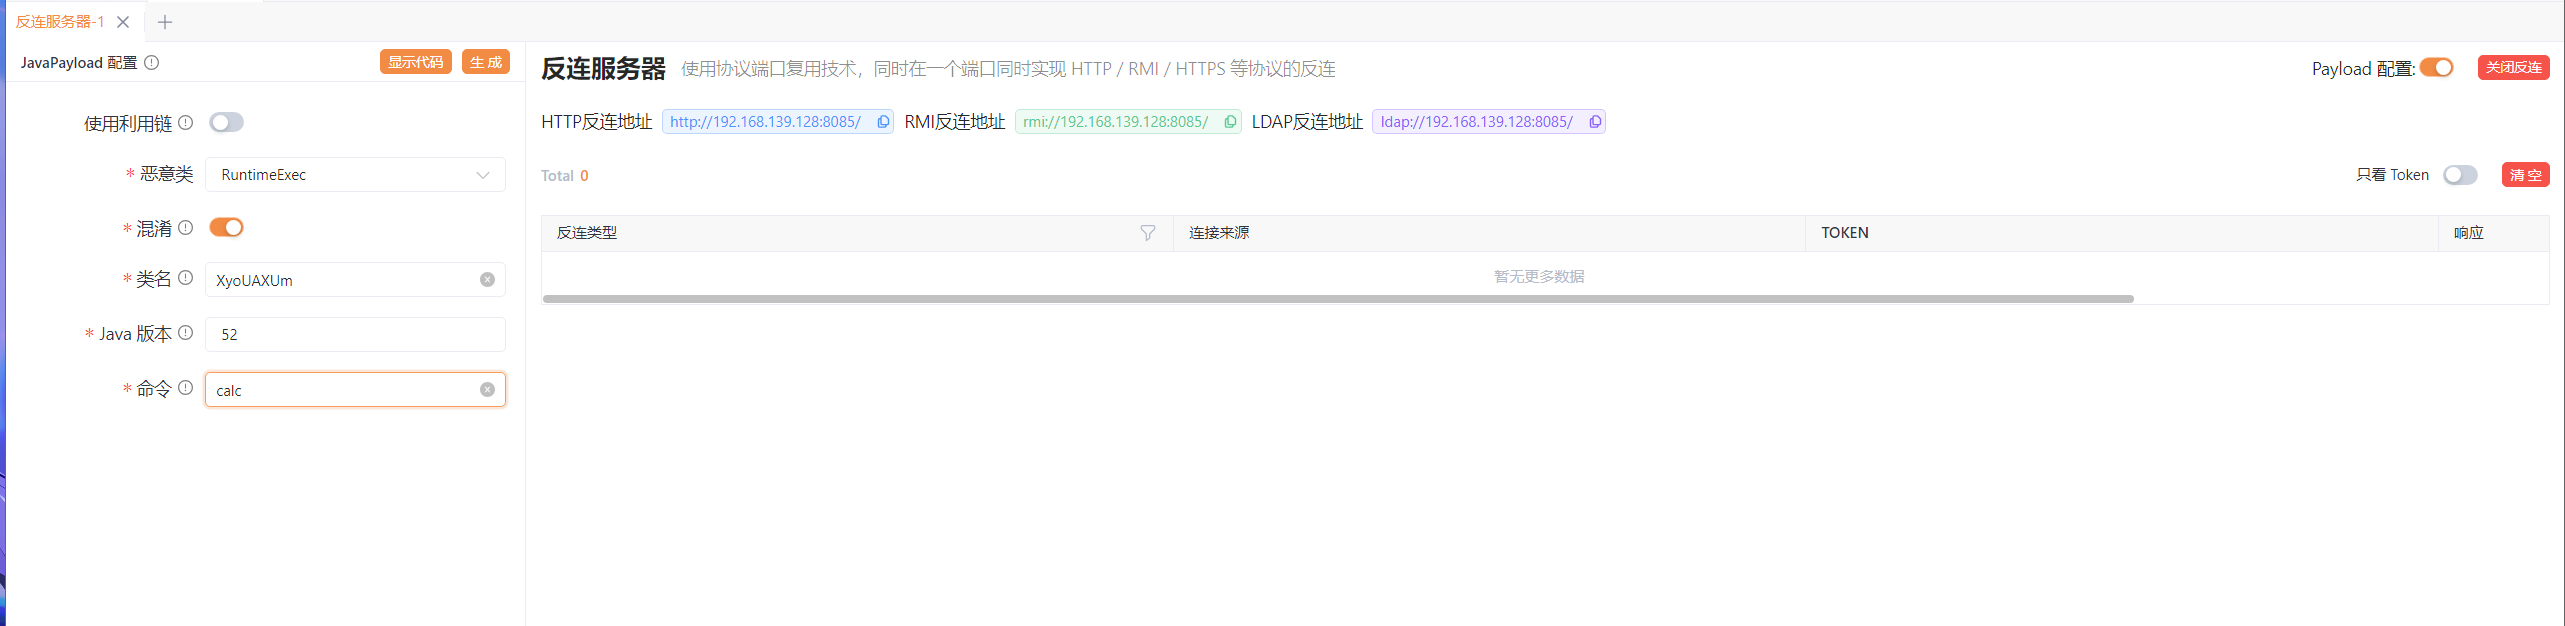 反连服务器-1
JavaPayload 配置 显示代码 生 成
使用利用链
* 恶意类 RuntimeExec
* 混淆
* 类名 XyoUAXUm
* Java 版本 52
* 命令 calc
反连服务器 使用协议端口复用技术，同时在一个端口同时实现 HTTP / RMI / HTTPS 等协议的反连 Payload 配置: 关闭反连
HTTP反连地址 http://192.168.139.128:8085/ RMI反连地址 rmi://192.168.139.128:8085/ LDAP反连地址 ldap://192.168.139.128:8085/
Total 0 只看 Token 清 空
反连类型 连接来源 TOKEN 响应
暂无更多数据